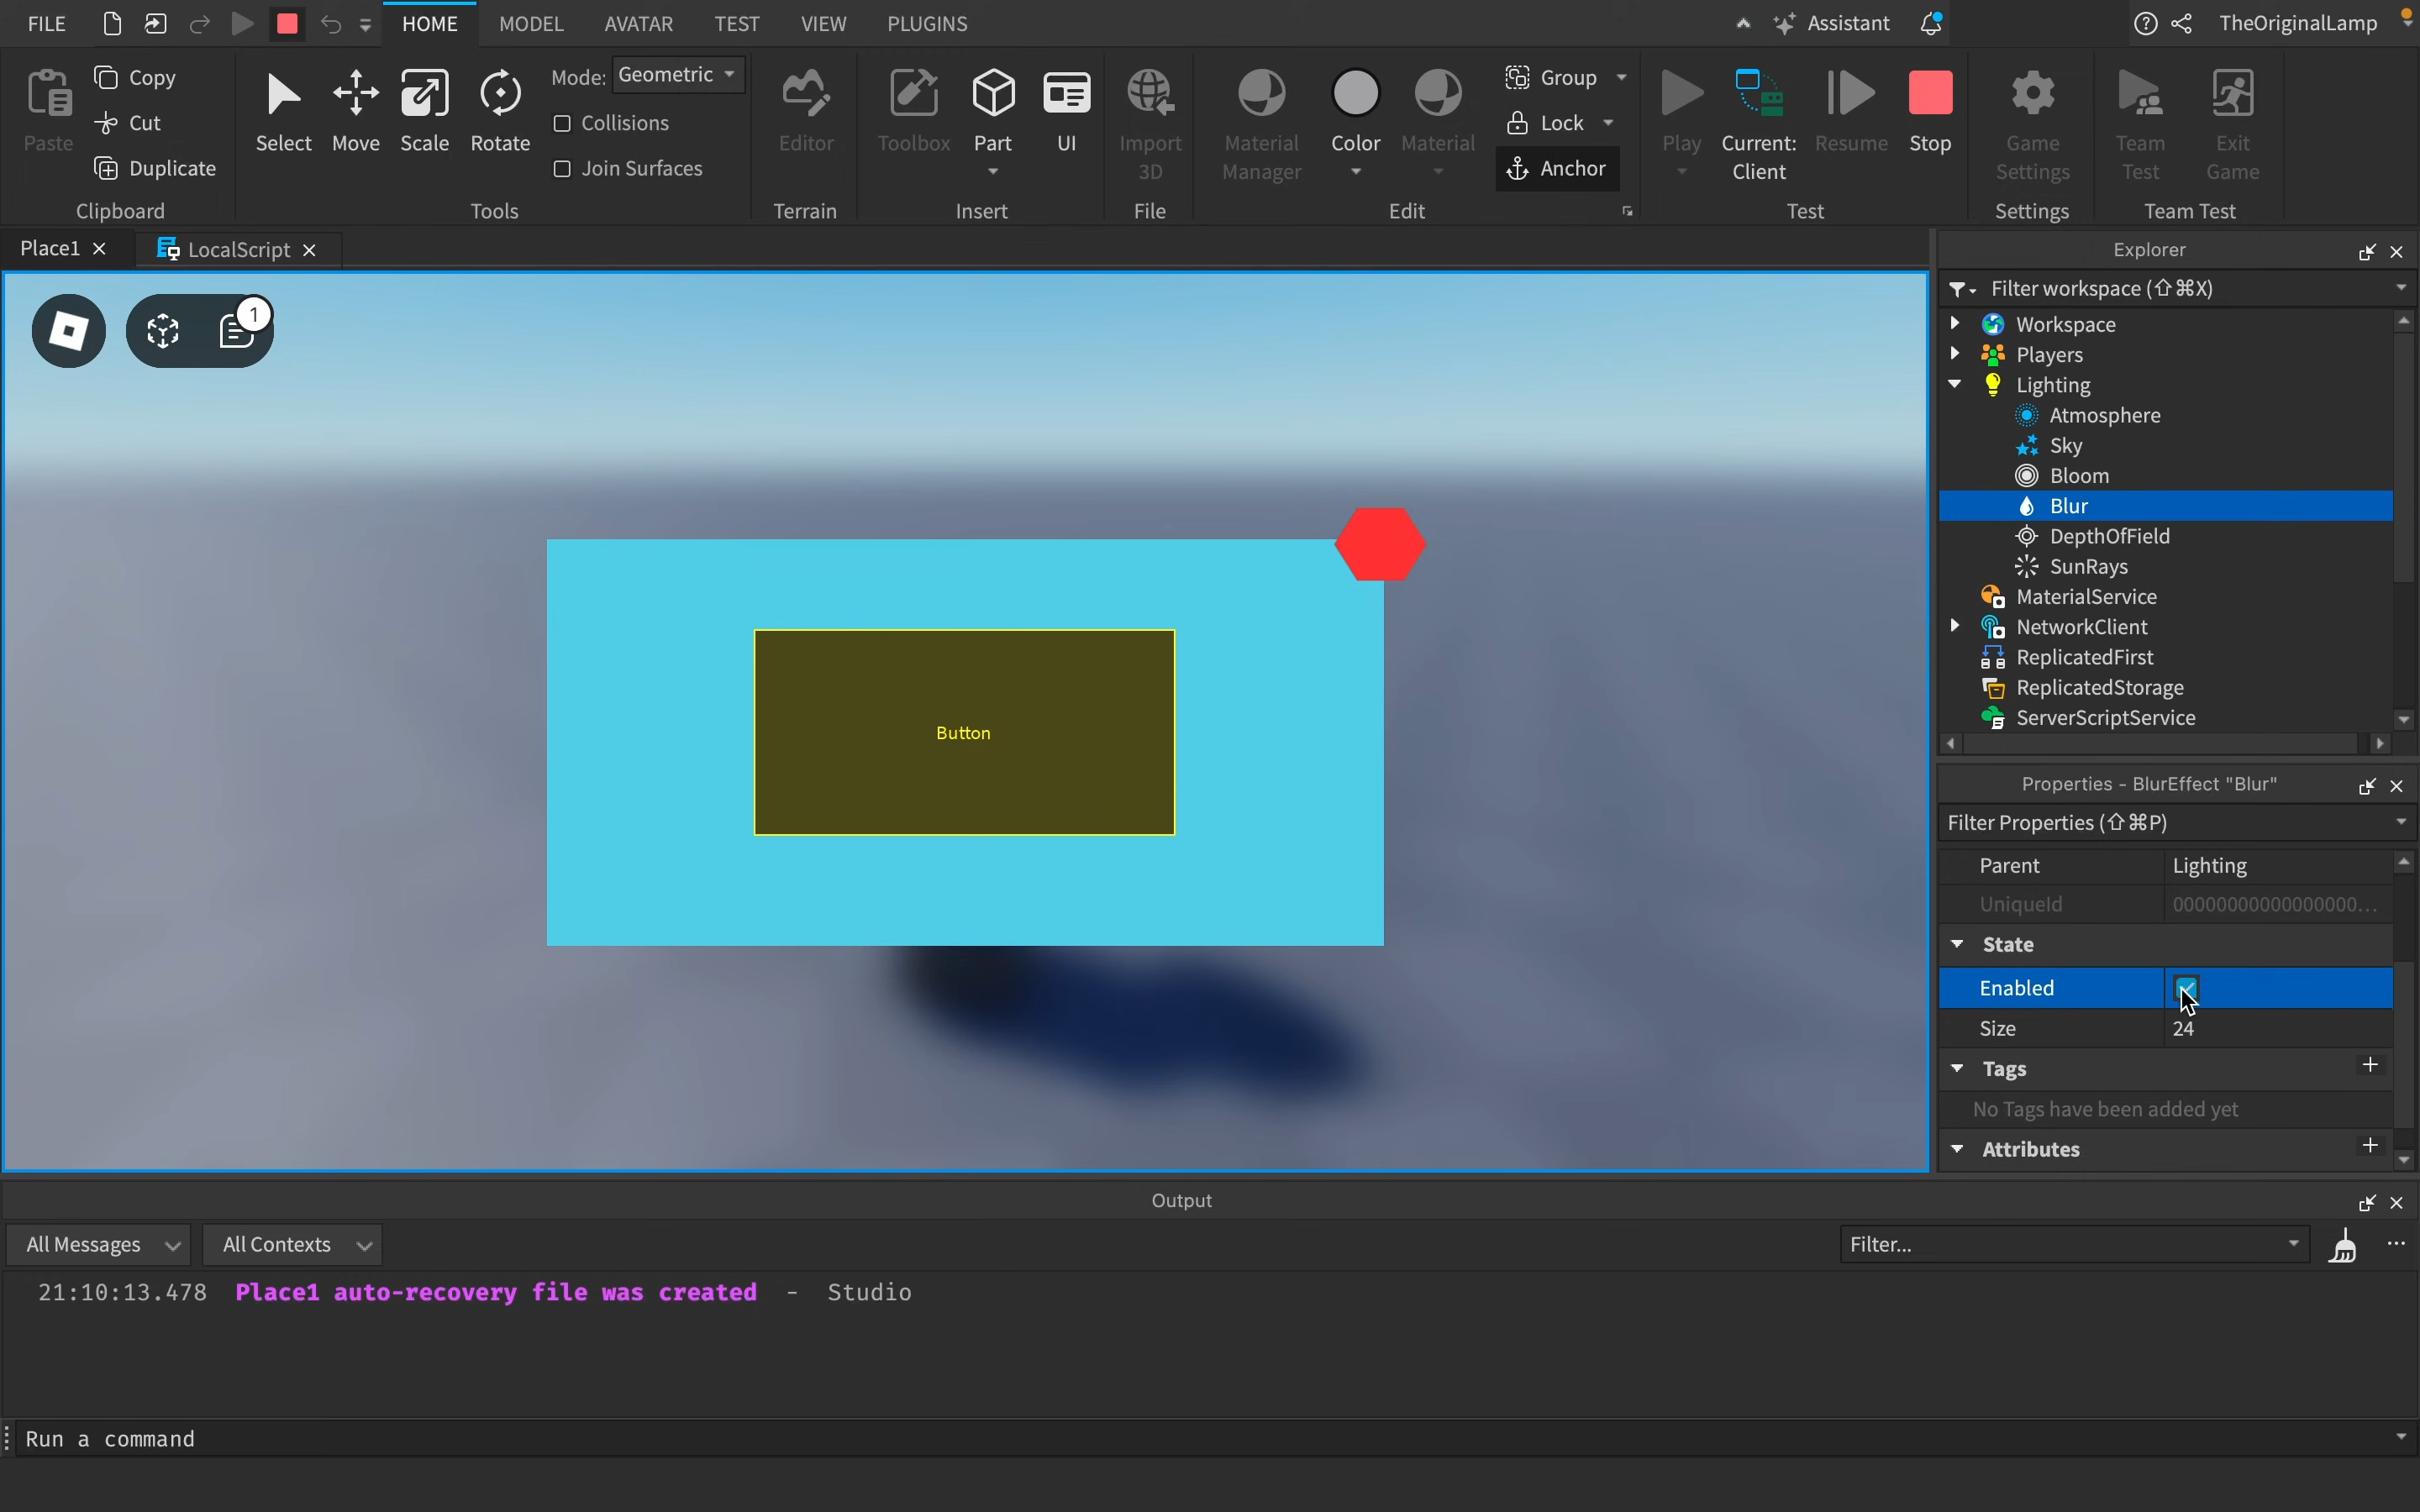 FILE HOME MODEL AVATAR TEST VIEW PLUGINS Assistant TheOriginalLamp
Paste
Copy
Cut
Duplicate
Clipboard
Select Move Scale Rotate
Mode: Geometric
Collisions
Join Surfaces
Tools
Editor
Terrain
Toolbox Part UI
Insert
Import
3D
File
Material
Manager
Color
Material
Group
Lock
Anchor
Edit
Play
Current:
Client
Resume
Stop
Test
Game
Settings
Settings
Team
Test
Exit
Game
Team Test
Place1 LocalScript
1
Button
Explorer
Filter workspace (⇧⌘X)
Workspace
Players
Lighting
Atmosphere
Sky
Bloom
Blur
DepthOfField
SunRays
MaterialService
NetworkClient
ReplicatedFirst
ReplicatedStorage
ServerScriptService
Properties - BlurEffect "Blur"
Filter Properties (⇧⌘P)
Parent Lighting
UniqueId 00000000000000000...
State
Enabled
Size 24
Tags
No Tags have been added yet
Attributes
Output
All Messages All Contexts Filter...
21:10:13.478 Place1 auto-recovery file was created - Studio
Run a command